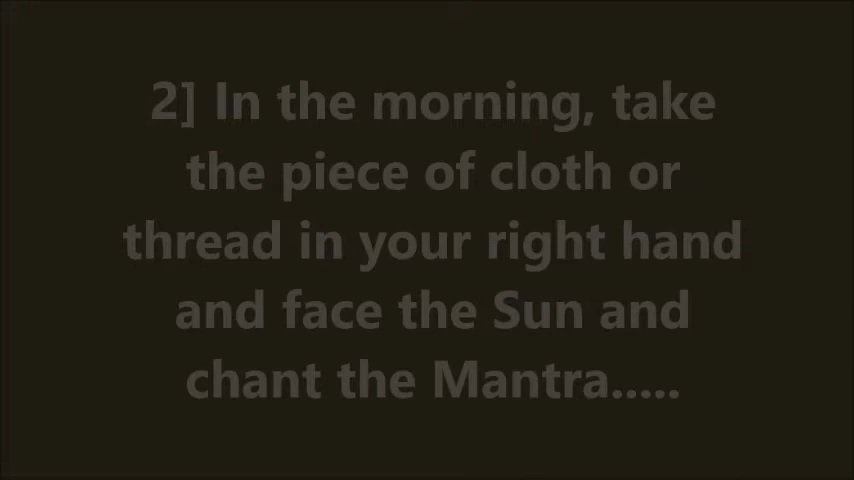 2] In the morning, take
the piece of cloth or
thread in your right hand
and face the Sun and
chant the Mantra.....